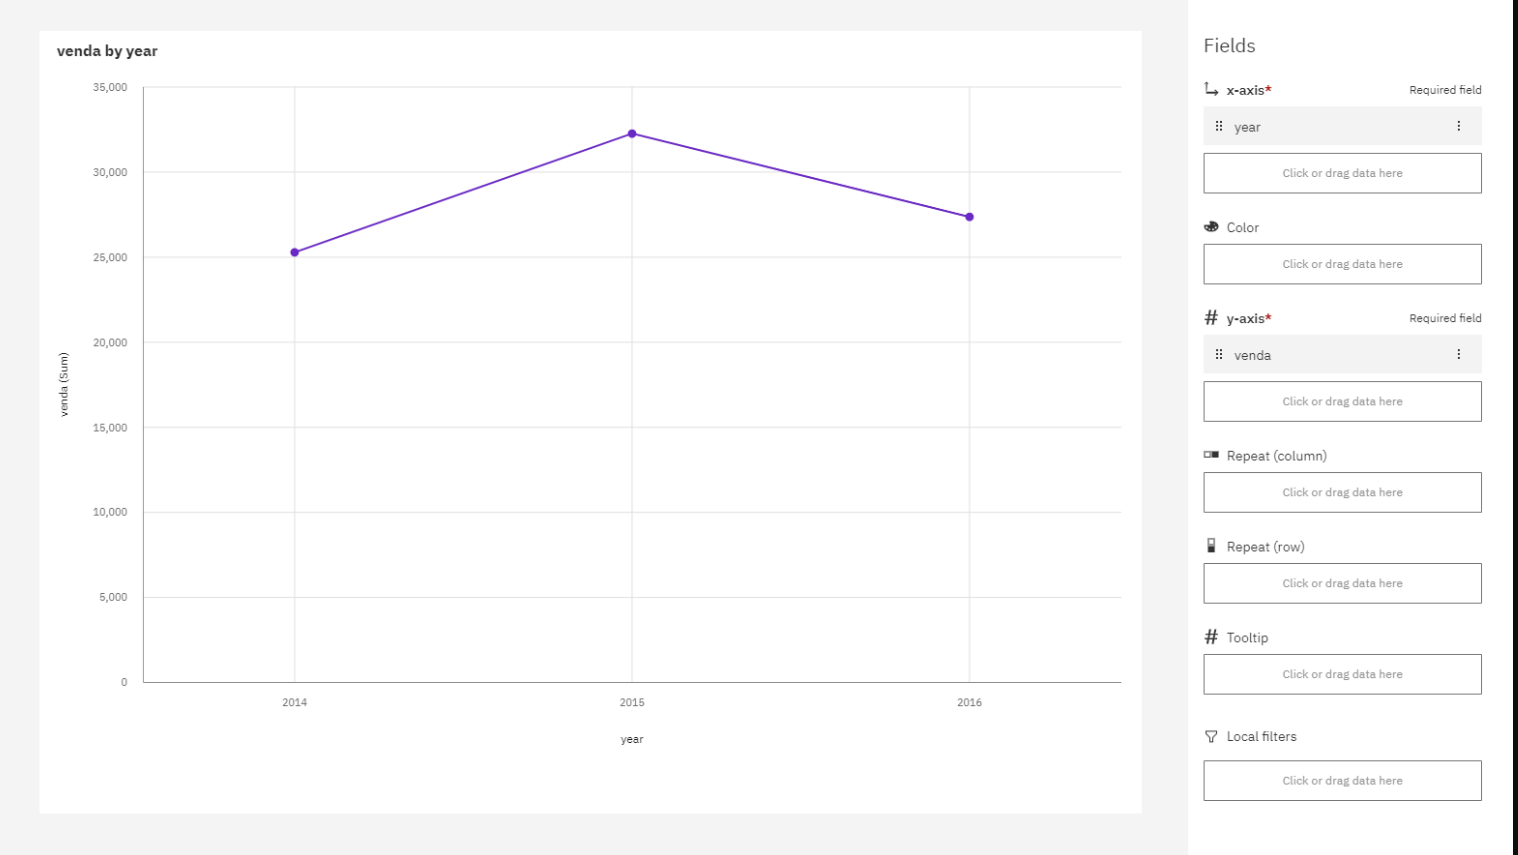 venda by year
35,000
30,000
25,000
20,000
15,000
10,000
5,000
0
venda (Sum)
2014 2015 2016
year
Fields
x-axis* Required field
year
Click or drag data here
Color
Click or drag data here
y-axis* Required field
venda
Click or drag data here
Repeat (column)
Click or drag data here
Repeat (row)
Click or drag data here
Tooltip
Click or drag data here
Local filters
Click or drag data here